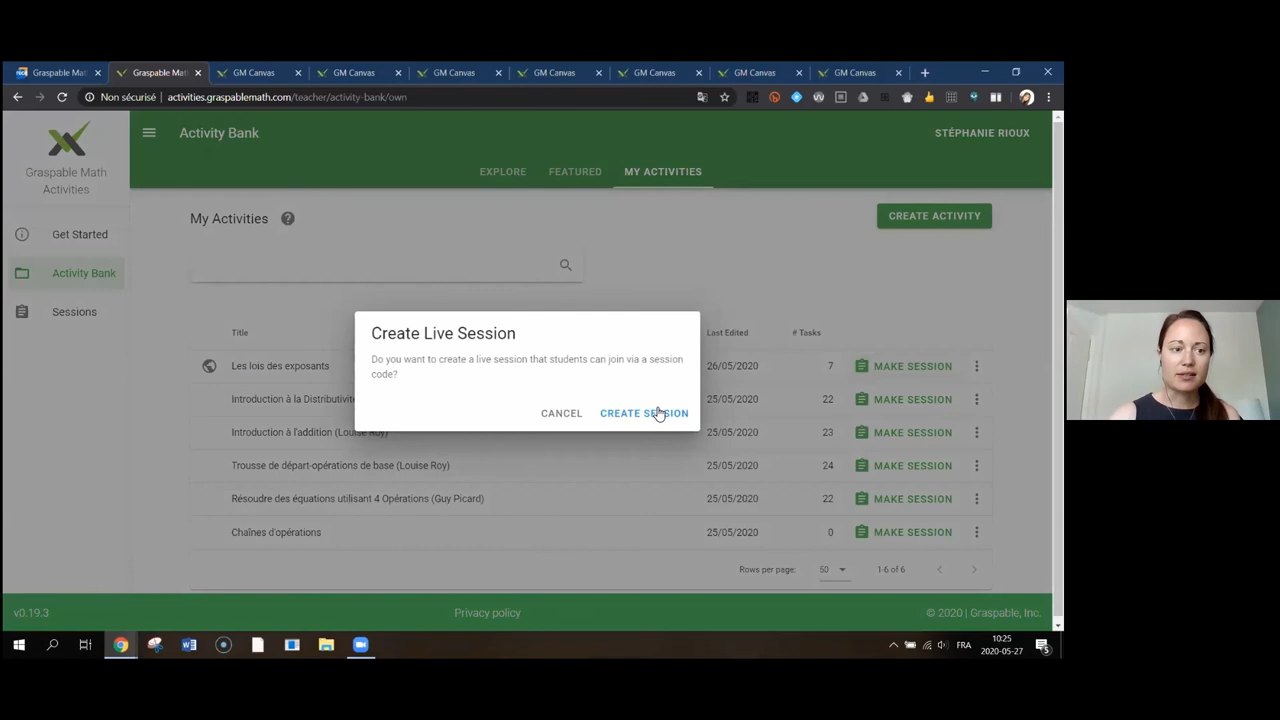 Graspable Mat
Graspable Mat
GM Canvas
GM Canvas
GM Canvas
GM Canvas
GM Canvas
GM Canvas
GM Canvas
Non sécurisé
activities.graspablemath.com/teacher/activity-bank/own
Graspable Math
Activities
Activity Bank
STÉPHANIE RIOUX
EXPLORE
FEATURED
MY ACTIVITIES
Get Started
Activity Bank
Sessions
My Activities
CREATE ACTIVITY
Title
Last Edited
# Tasks
Les lois des exposants
26/05/2020
7
MAKE SESSION
Introduction à la Distributivité
25/05/2020
22
MAKE SESSION
Introduction à l'addition (Louise Roy)
25/05/2020
23
MAKE SESSION
Trousse de départ-opérations de base (Louise Roy)
25/05/2020
24
MAKE SESSION
Résoudre des équations utilisant 4 Opérations (Guy Picard)
25/05/2020
22
MAKE SESSION
Chaînes d'opérations
25/05/2020
0
MAKE SESSION
Create Live Session
Do you want to create a live session that students can join via a session
code?
CANCEL
CREATE SESSION
Rows per page:
50
1-6 of 6
v0.19.3
Privacy policy
© 2020 | Graspable, Inc.
FRA
10:25
2020-05-27
5